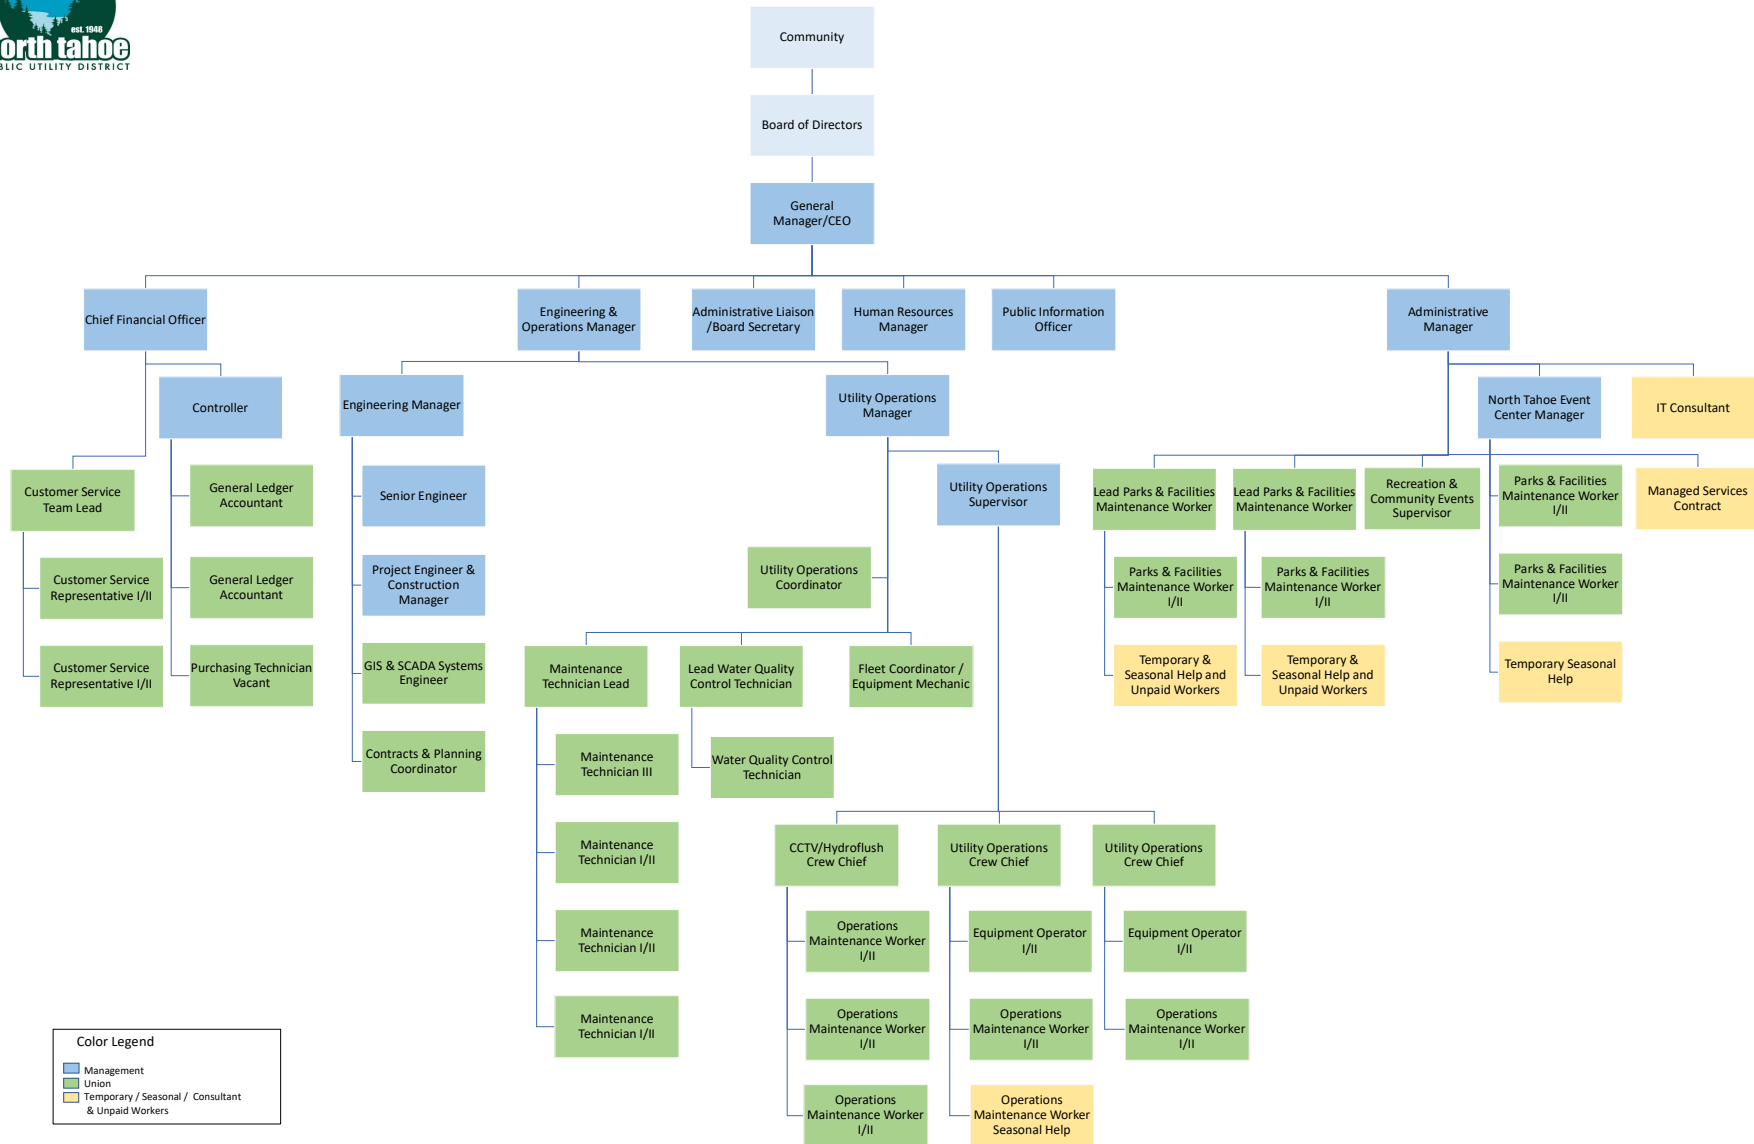 est. 1948
orth tahoe
BLIC UTILITY DISTRICT
Community
Board of Directors
General
Manager/CEO
Chief Financial Officer
Engineering &
Operations Manager
Administrative Liaison
/Board Secretary
Human Resources
Manager
Public Information
Officer
Administrative
Manager
Controller
Engineering Manager
Utility Operations
Manager
North Tahoe Event
Center Manager
IT Consultant
Customer Service
Team Lead
General Ledger
Accountant
Senior Engineer
Utility Operations
Supervisor
Lead Parks & Facilities
Maintenance Worker
Lead Parks & Facilities
Maintenance Worker
Recreation &
Community Events
Supervisor
Parks & Facilities
Maintenance Worker
I/II
Managed Services
Contract
Customer Service
Representative I/II
General Ledger
Accountant
Project Engineer &
Construction
Manager
Utility Operations
Coordinator
Parks & Facilities
Maintenance Worker
I/II
Parks & Facilities
Maintenance Worker
I/II
Parks & Facilities
Maintenance Worker
I/II
Customer Service
Representative I/II
Purchasing Technician
Vacant
GIS & SCADA Systems
Engineer
Maintenance
Technician Lead
Lead Water Quality
Control Technician
Fleet Coordinator /
Equipment Mechanic
Temporary &
Seasonal Help and
Unpaid Workers
Temporary &
Seasonal Help and
Unpaid Workers
Temporary Seasonal
Help
Contracts & Planning
Coordinator
Maintenance
Technician III
Water Quality Control
Technician
Maintenance
Technician I/II
CCTV/Hydroflush
Crew Chief
Utility Operations
Crew Chief
Utility Operations
Crew Chief
Maintenance
Technician I/II
Operations
Maintenance Worker
I/II
Equipment Operator
I/II
Equipment Operator
I/II
Maintenance
Technician I/II
Operations
Maintenance Worker
I/II
Operations
Maintenance Worker
I/II
Operations
Maintenance Worker
I/II
Operations
Maintenance Worker
I/II
Operations
Maintenance Worker
Seasonal Help
Color Legend
Management
Union
Temporary / Seasonal / Consultant
& Unpaid Workers